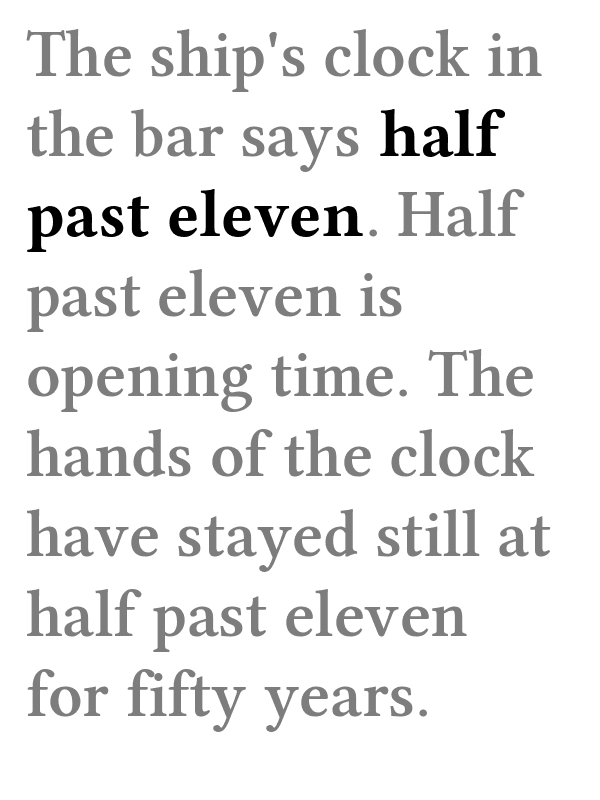 The ship's clock in
the bar says half
past eleven. Half
past eleven is
opening time. The
hands of the clock
have stayed still at
half past eleven
for fifty years.